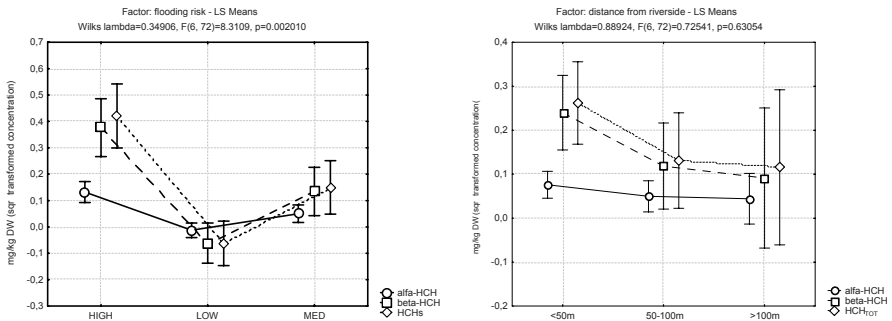 Factor: flooding risk - LS Means
Wilks lambda=0.34906, F(6, 72)=8.3109, p=0.002010
0,7
0,6
0,5
0,4
0,3
0,2
0,1
0,0
-0,1
-0,2
-0,3
mg/kg DW (sqr transformed concentration)
HIGH LOW MED
alfa-HCH
beta-HCH
HCHs
Factor: distance from riverside - LS Means
Wilks lambda=0.88924, F(6, 72)=0.72541, p=0.63054
0,4
0,3
0,2
0,1
0,0
-0,1
-0,2
mg/kg DW (sqr transformed concentration(
<50m 50-100m >100m
alfa-HCH
beta-HCH
HCHTOT